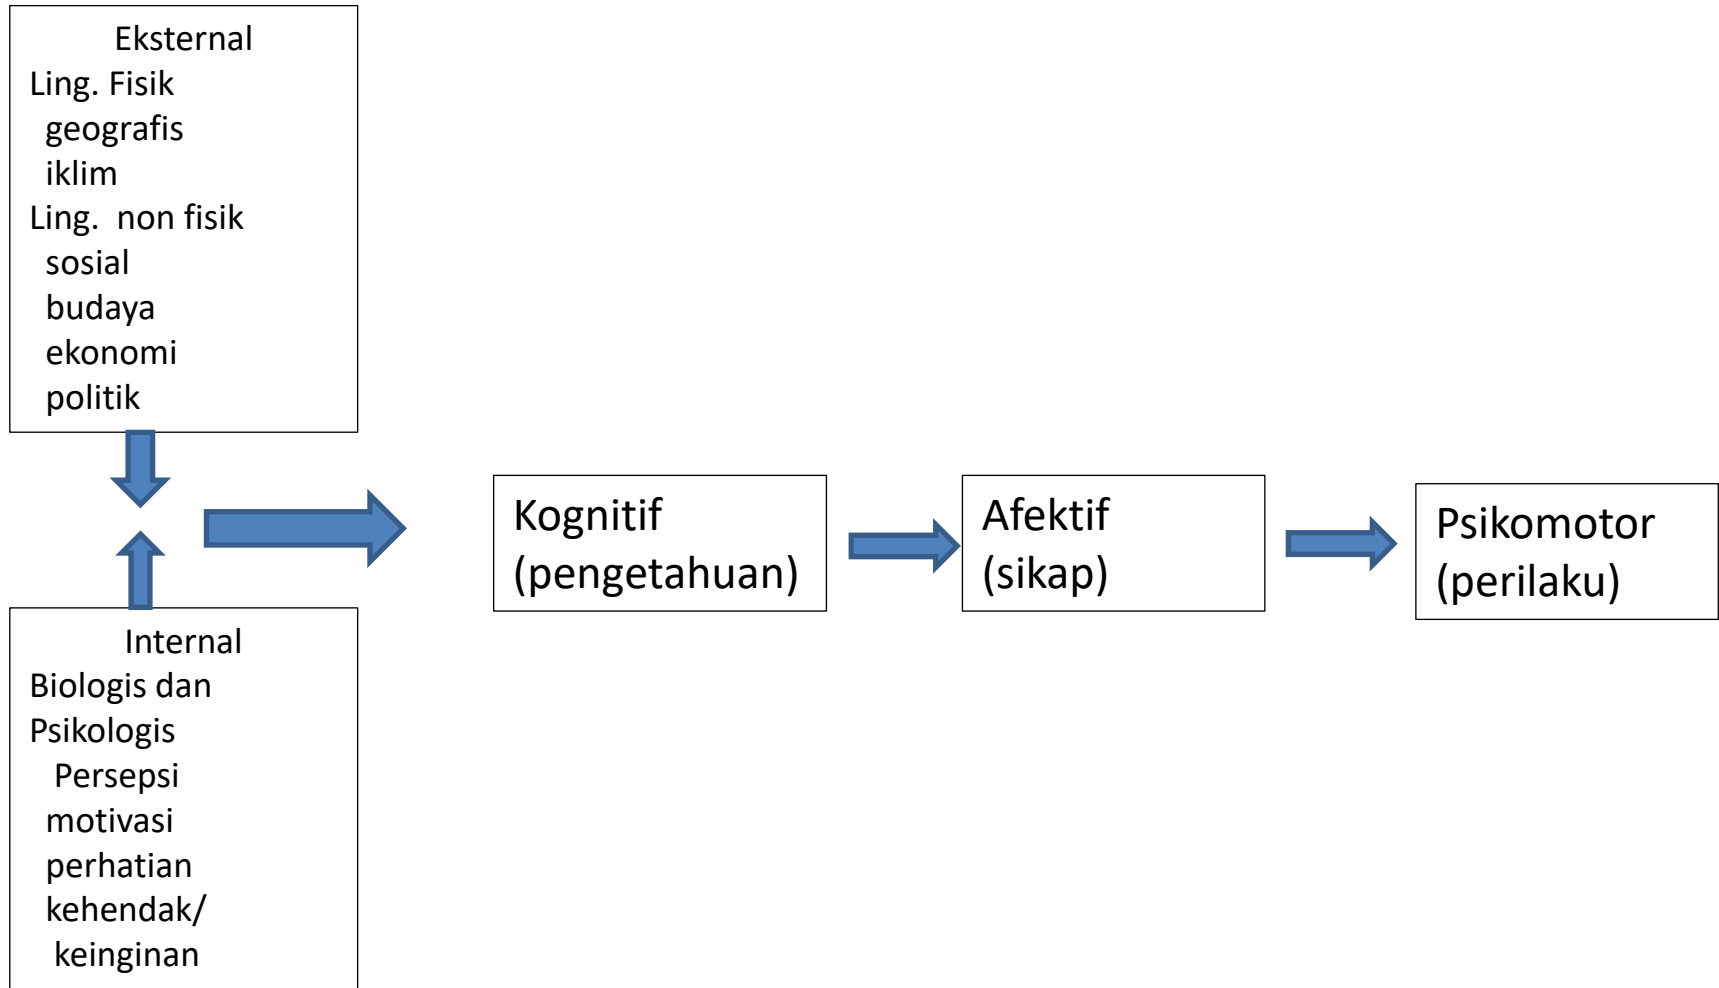 Eksternal
Ling. Fisik
geografis
iklim
Ling. non fisik
sosial
budaya
ekonomi
politik
Internal
Biologis dan
Psikologis
Persepsi
motivasi
perhatian
kehendak/
keinginan
Kognitif
(pengetahuan)
Afektif
(sikap)
Psikomotor
(perilaku)